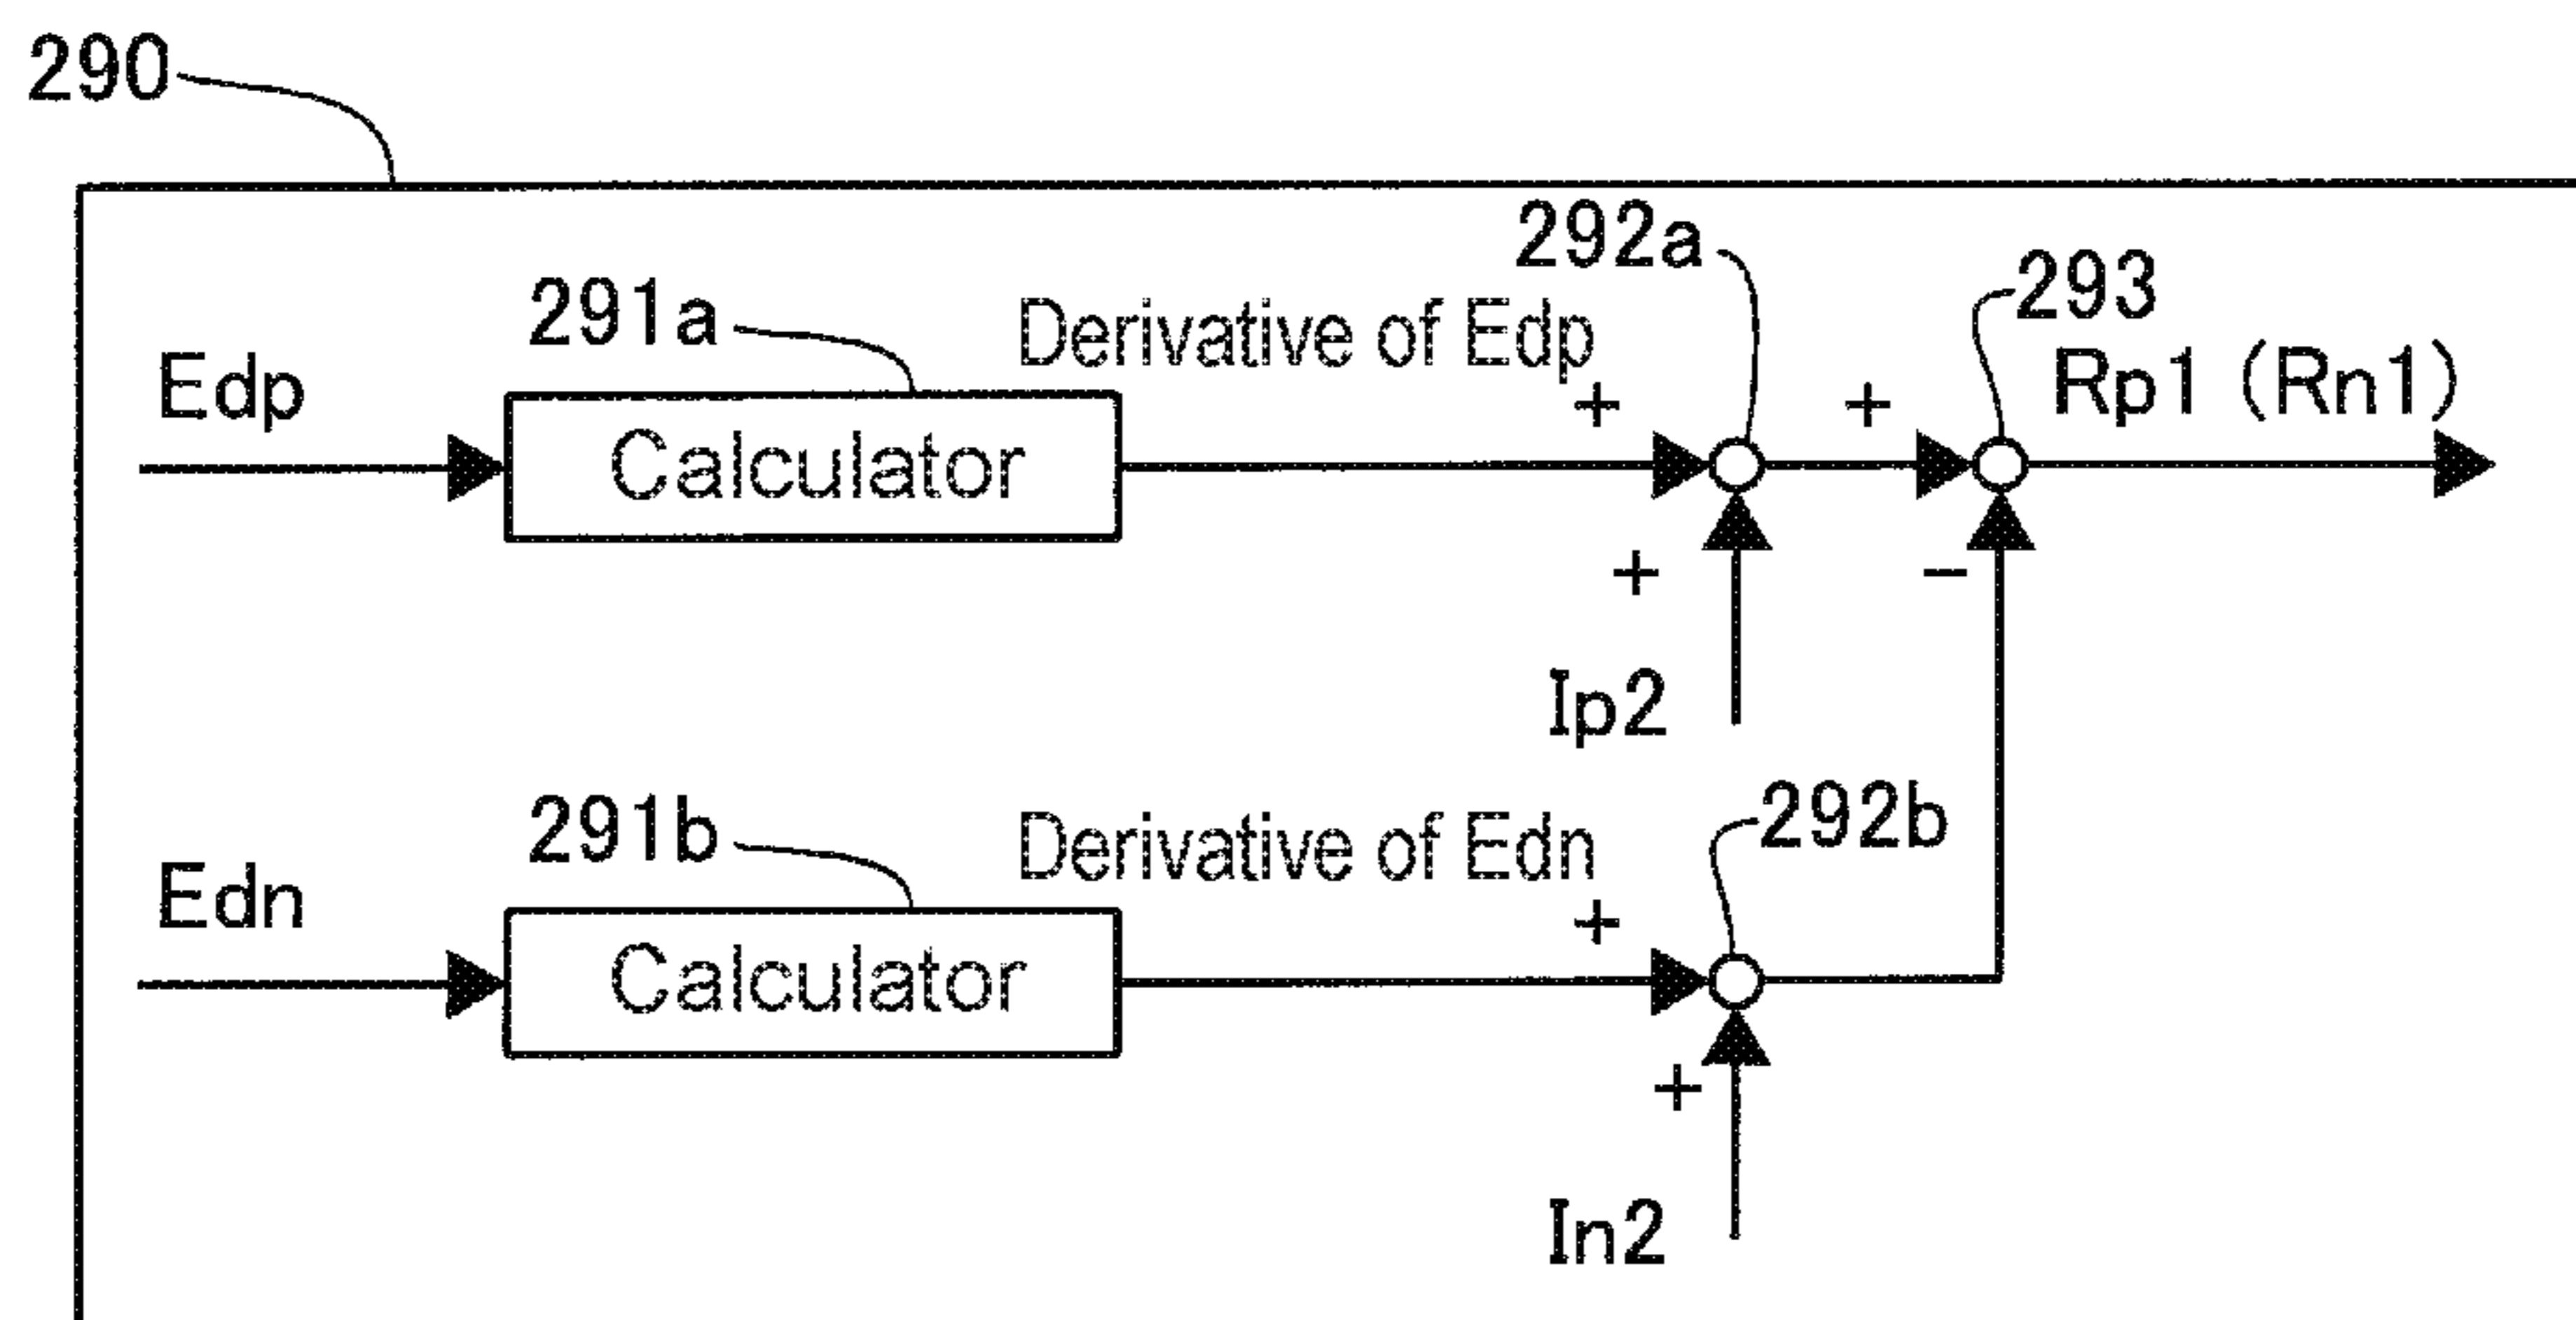 290
292a
293
291a
Derivative of Edp
Edp
+
+
Rp1 (Rn1)
Calculator
+
-
Ip2
291b
Derivative of Edn
292b
Edn
+
Calculator
+
In2